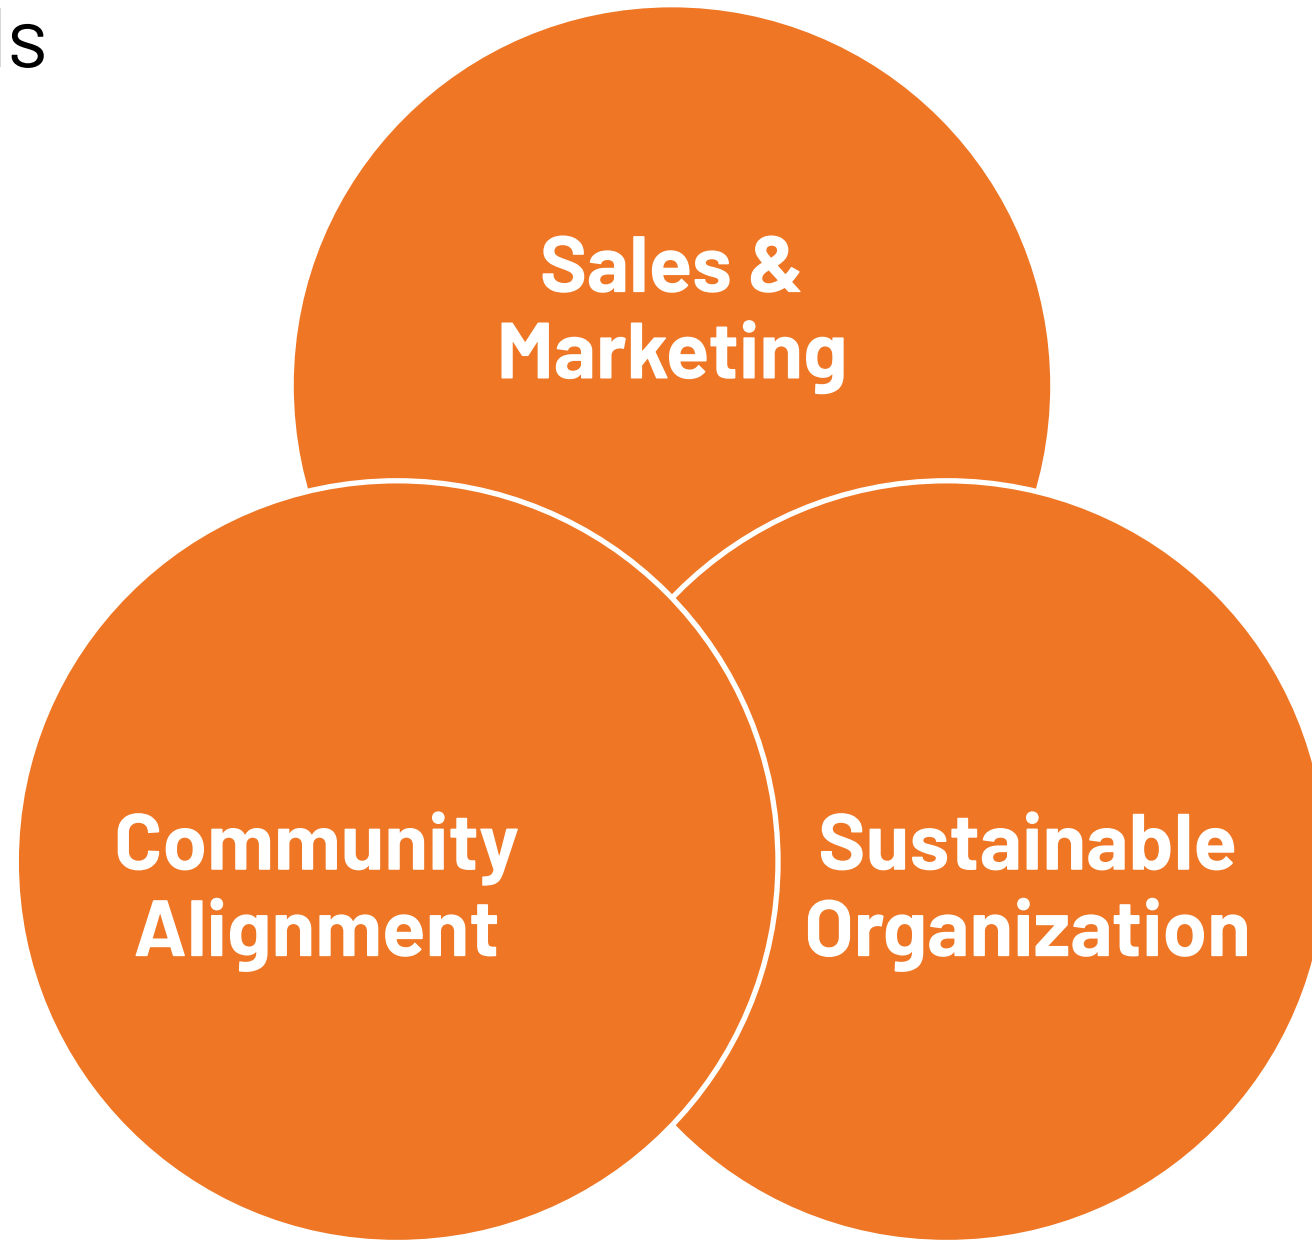 Sales &
Marketing
Community
Alignment
Sustainable
Organization